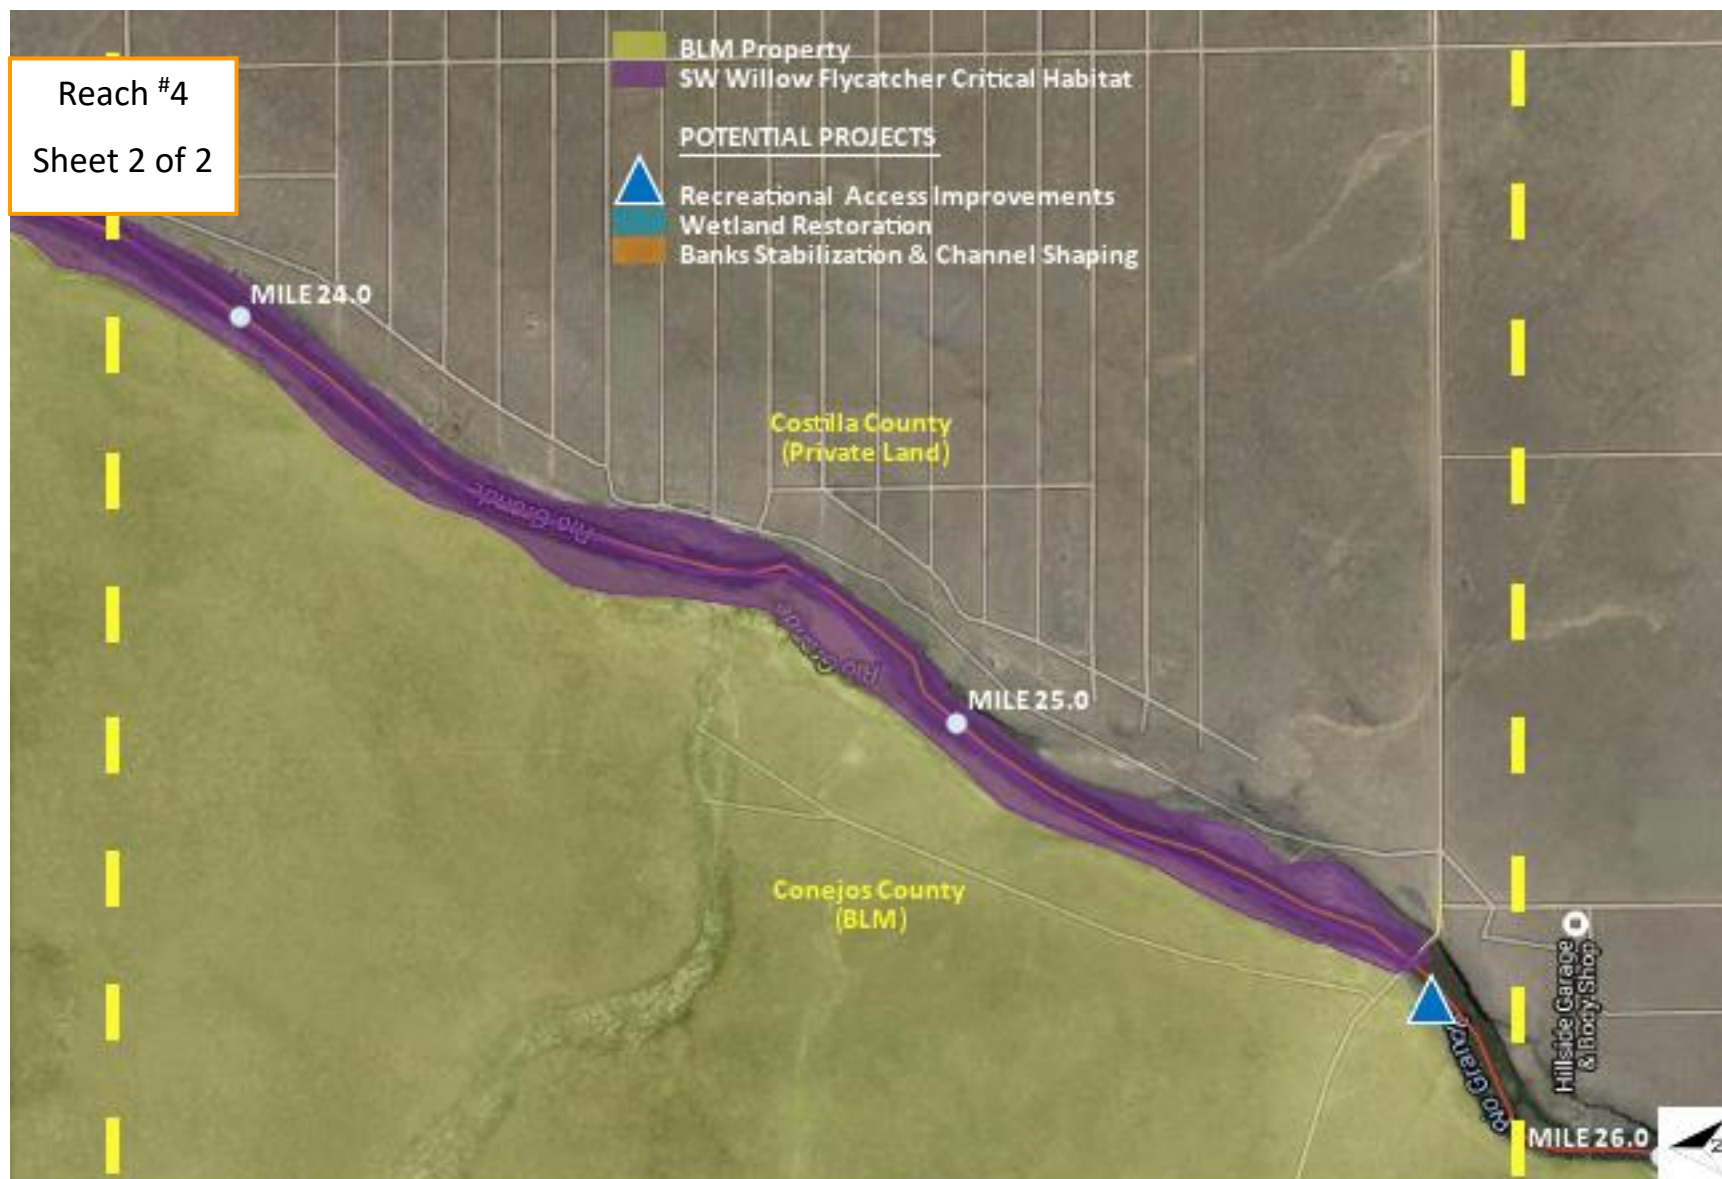 Reach #4
Sheet 2 of 2
BLM Property
SW Willow Flycatcher Critical Habitat
POTENTIAL PROJECTS
Recreational Access Improvements
Wetland Restoration
Banks Stabilization & Channel Shaping
MILE 24.0
Costilla County
(Private Land)
Rio Grande
Rio Grande
MILE 25.0
Conejos County
(BLM)
Hillside Garage
& Body Shop
Rio Grande
MILE 26.0
N